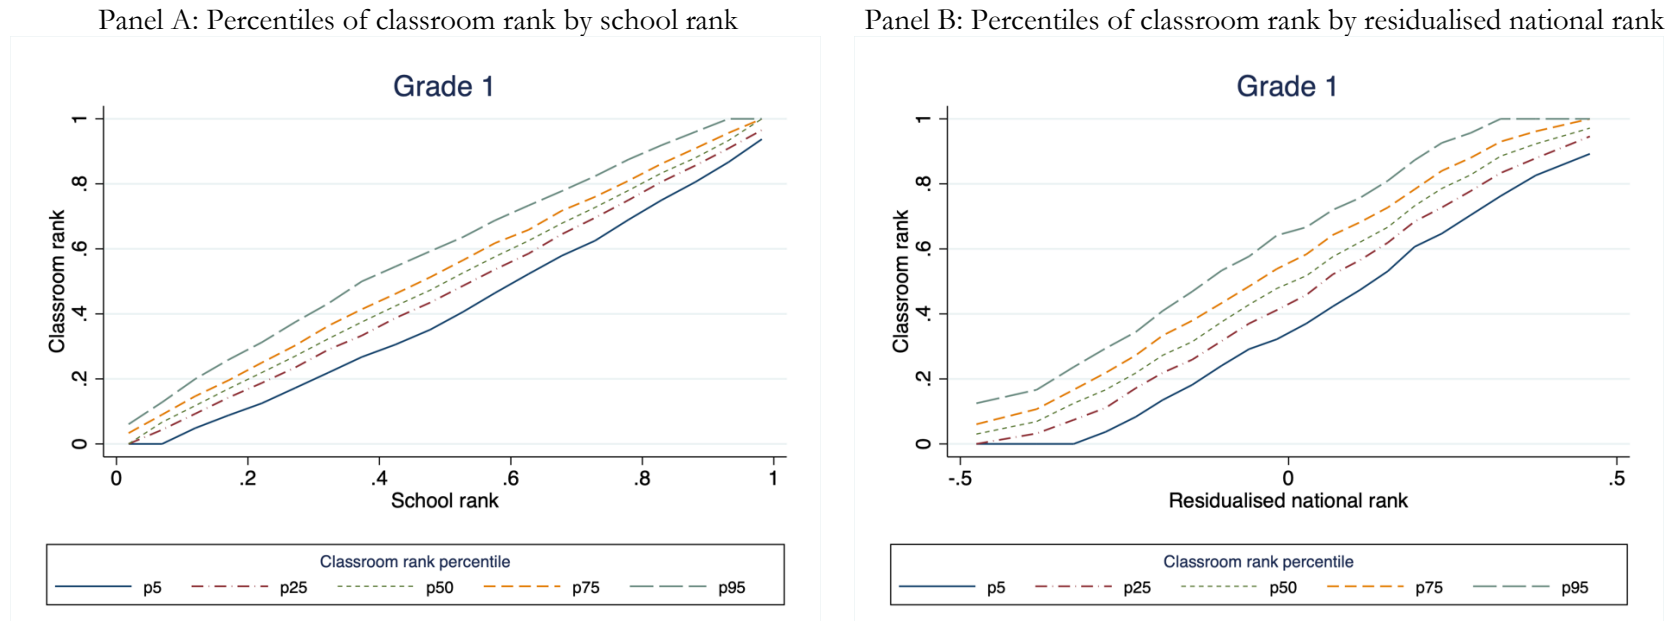 Panel A: Percentiles of classroom rank by school rank
Grade 1
Classroom rank
1
.8
.6
.4
.2
0
0 .2 .4 .6 .8 1
School rank
Classroom rank percentile
p5 p25 p50 p75 p95
Panel B: Percentiles of classroom rank by residualised national rank
Grade 1
Classroom rank
1
.8
.6
.4
.2
0
-.5 0 .5
Residualised national rank
Classroom rank percentile
p5 p25 p50 p75 p95